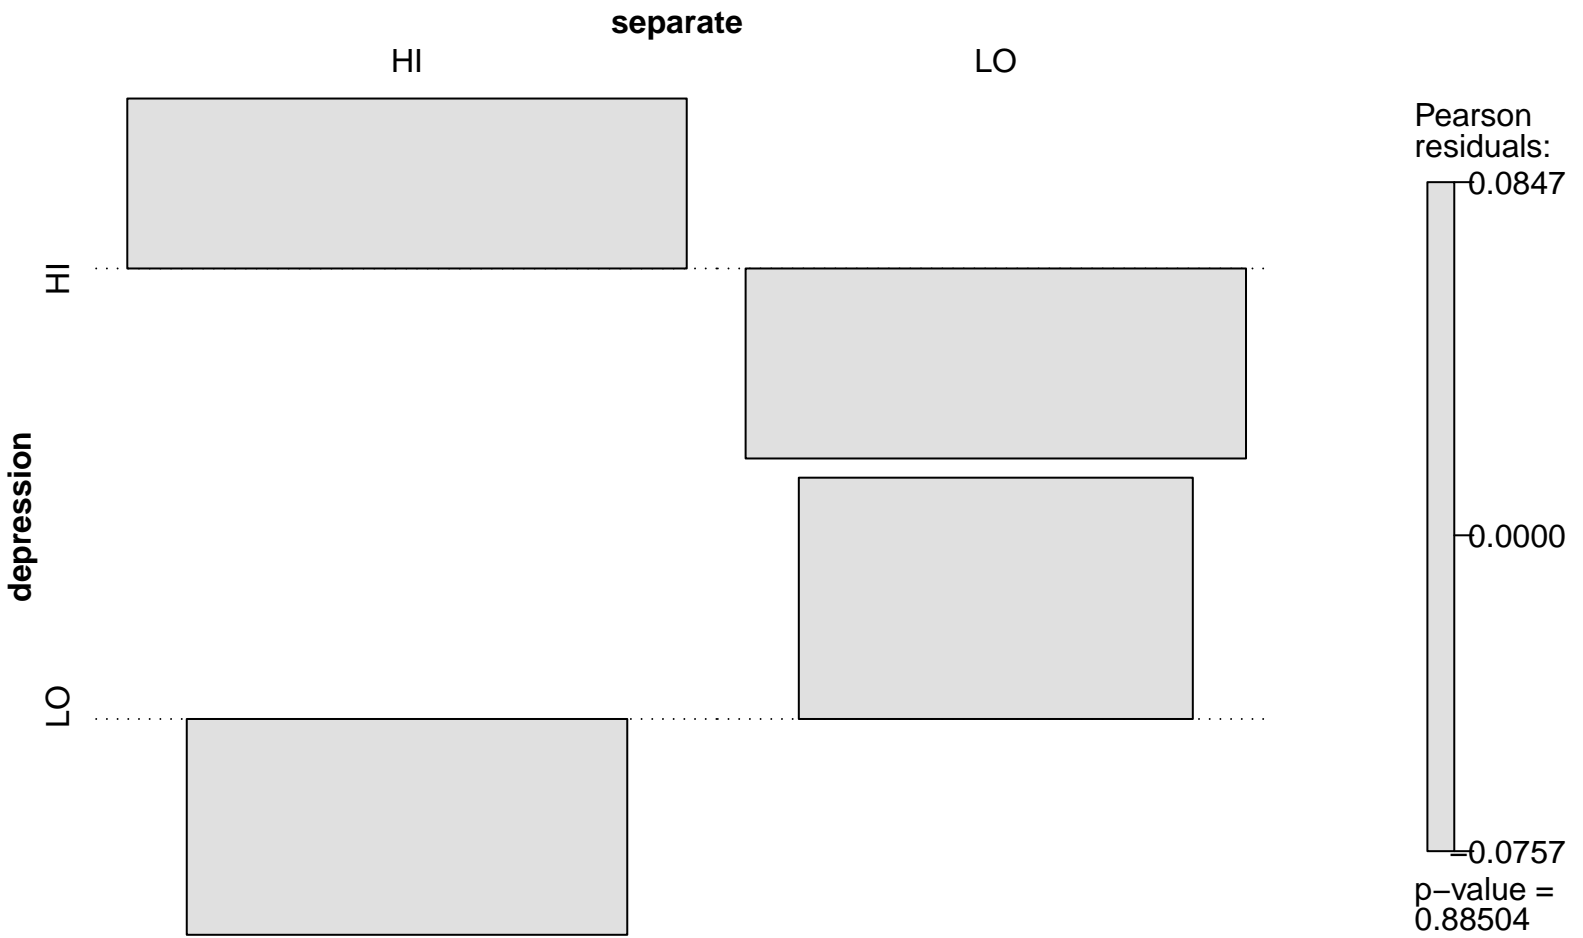 separate
HI
LO
Pearson
residuals:
0.0847
HI
depression
0.0000
LO
−0.0757
p−value =
0.88504